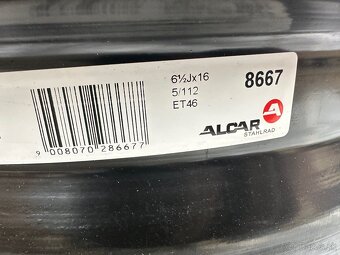 6½Jx16
5/112
ET46
8667
ALCAR
STAHLRAD
9 008070 286677